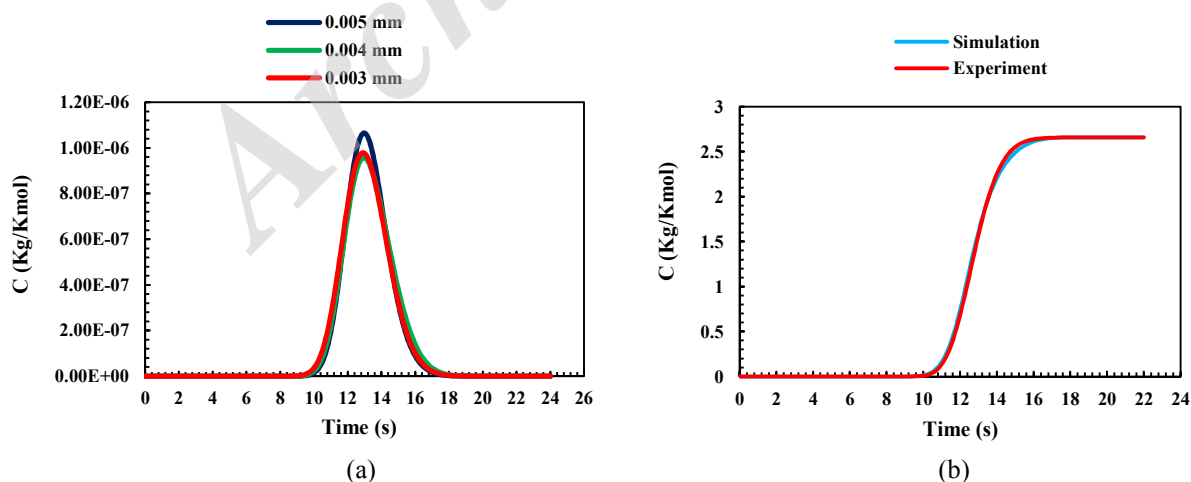 0.005 mm
0.004 mm
0.003 mm
1.20E-06
1.00E-06
8.00E-07
6.00E-07
4.00E-07
2.00E-07
0.00E+00
C (Kg/Kmol)
0 2 4 6 8 10 12 14 16 18 20 22 24 26
Time (s)
(a)
Simulation
Experiment
3
2.5
2
1.5
1
0.5
0
C (Kg/Kmol)
0 2 4 6 8 10 12 14 16 18 20 22 24
Time (s)
(b)